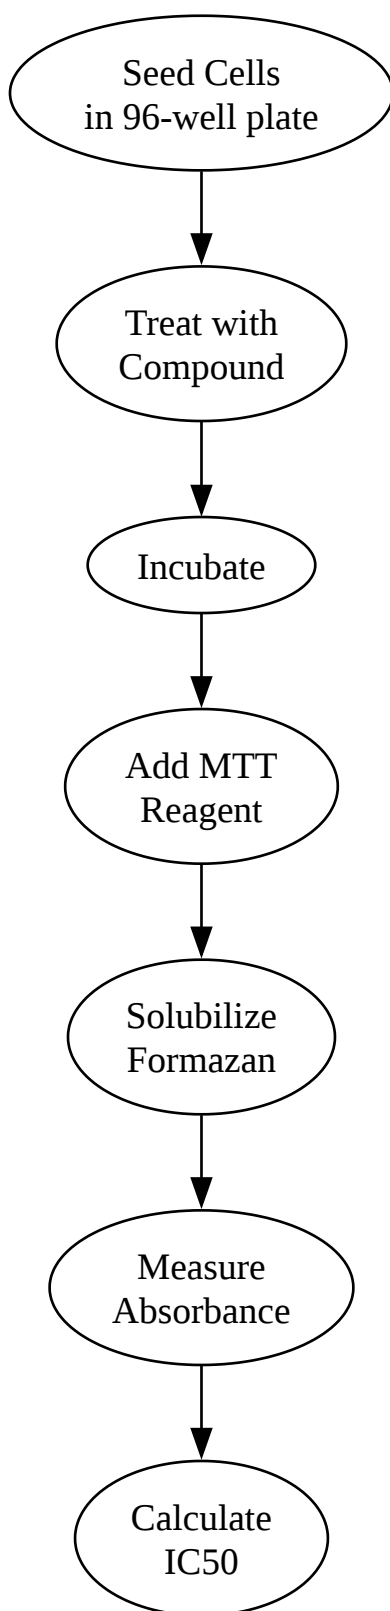 Seed Cells
in 96-well plate
Treat with
Compound
Incubate
Add MTT
Reagent
Solubilize
Formazan
Measure
Absorbance
Calculate
IC50